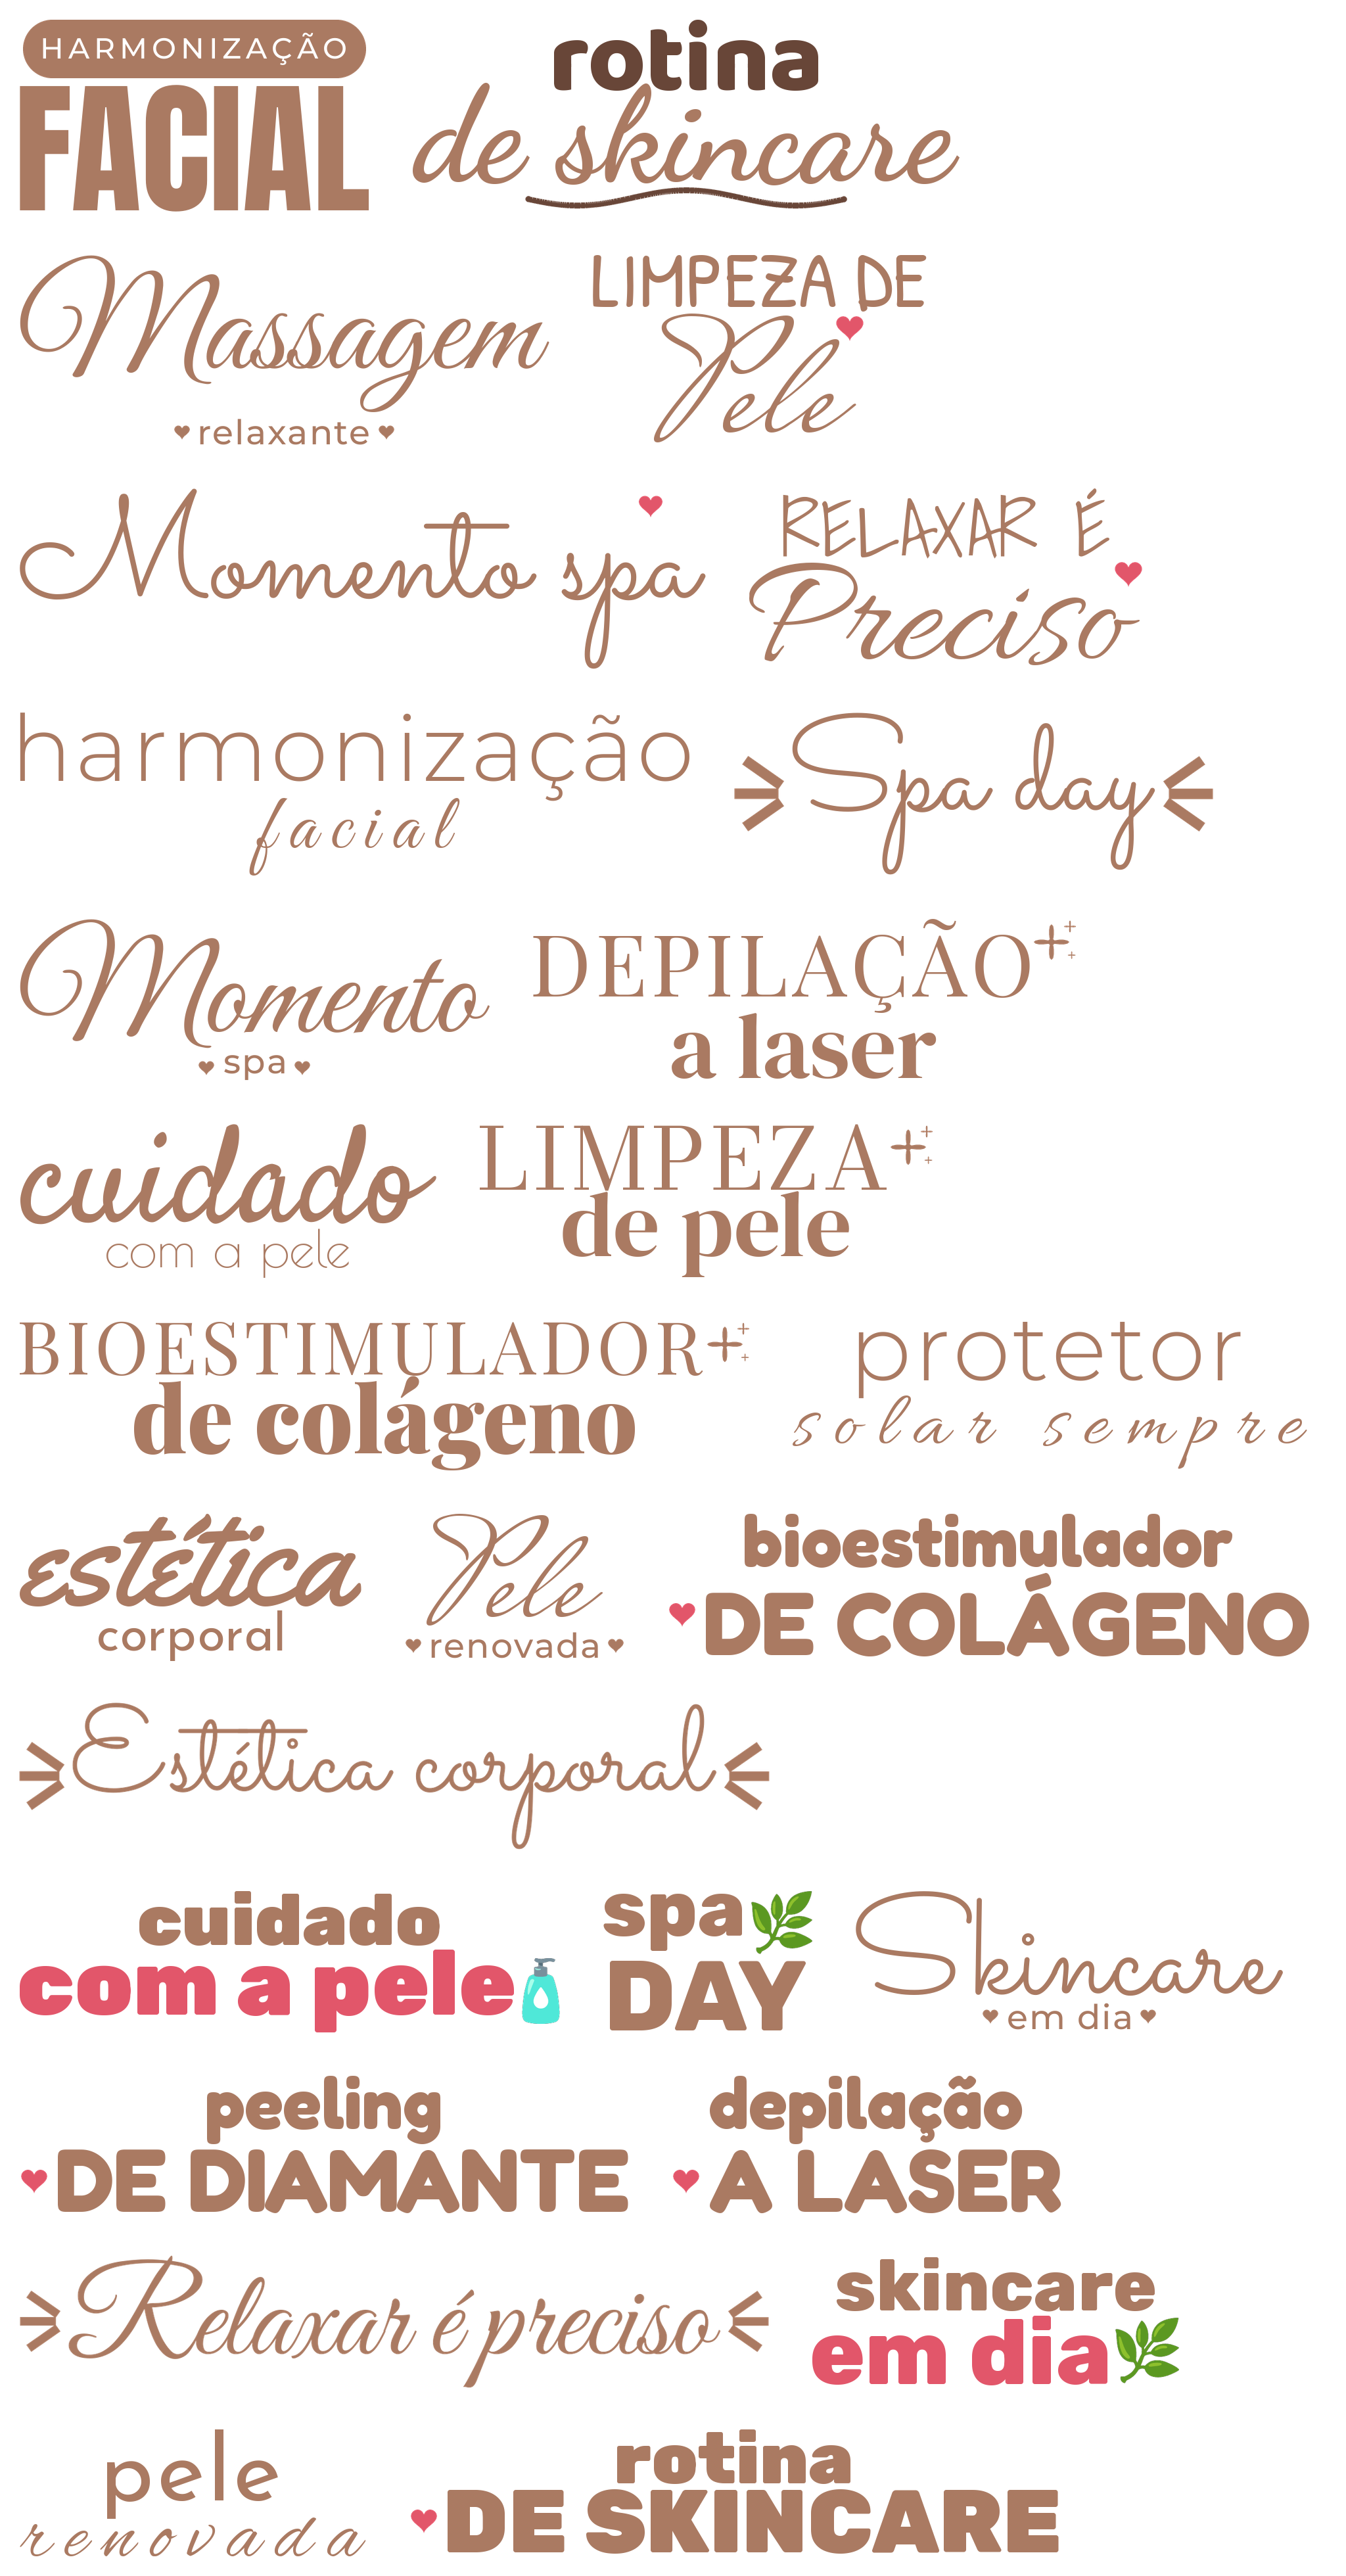 HARMONIZAÇÃO
FACIAL
rotina
de skincare
Massagem
relaxante
LIMPEZA DE
Pele
Momento spa
RELAXAR É
Preciso
harmonização
facial
Spa day
Momento
spa
DEPILAÇÃO
a laser
cuidado
com a pele
LIMPEZA
de pele
BIOESTIMULADOR
de colágeno
protetor
solar sempre
estética
corporal
Pele
renovada
bioestimulador
DE COLÁGENO
Estética corporal
cuidado
com a pele
spa
DAY
Skincare
em dia
peeling
DE DIAMANTE
depilação
A LASER
Relaxar é preciso
skincare
em dia
pele
renovada
rotina
DE SKINCARE